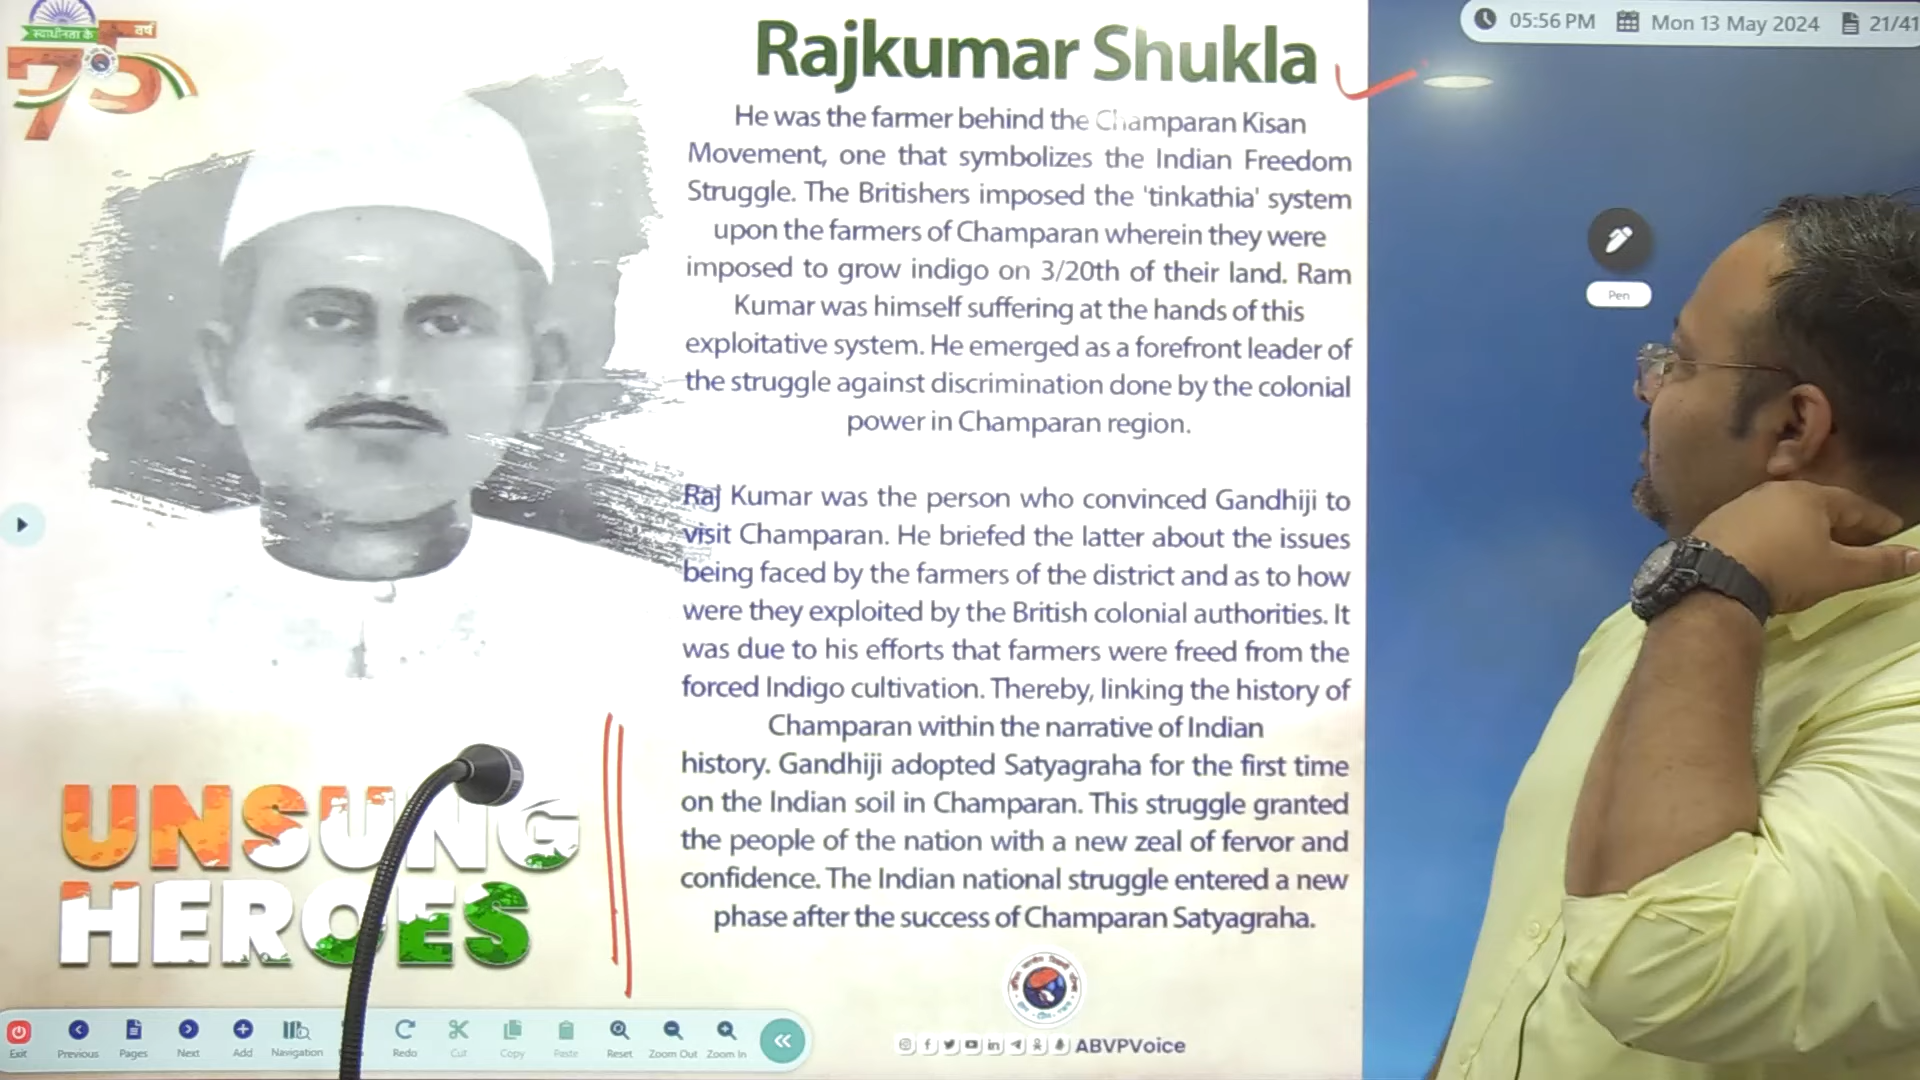 स्वाधीनता के
वर्ष
75
Rajkumar Shukla
He was the farmer behind the Champaran Kisan
Movement, one that symbolizes the Indian Freedom
Struggle. The Britishers imposed the 'tinkathia' system
upon the farmers of Champaran wherein they were
imposed to grow indigo on 3/20th of their land. Ram
Kumar was himself suffering at the hands of this
exploitative system. He emerged as a forefront leader of
the struggle against discrimination done by the colonial
power in Champaran region.
Raj Kumar was the person who convinced Gandhiji to
visit Champaran. He briefed the latter about the issues
being faced by the farmers of the district and as to how
were they exploited by the British colonial authorities. It
was due to his efforts that farmers were freed from the
forced Indigo cultivation. Thereby, linking the history of
Champaran within the narrative of Indian
history. Gandhiji adopted Satyagraha for the first time
on the Indian soil in Champaran. This struggle granted
the people of the nation with a new zeal of fervor and
confidence. The Indian national struggle entered a new
phase after the success of Champaran Satyagraha.
UNSUNG
HEROES
ABVPVoice
05:56 PM Mon 13 May 2024 21/41
Pen
Exit Previous Pages Next Add Navigation Redo Cut Copy Paste Reset Zoom Out Zoom In